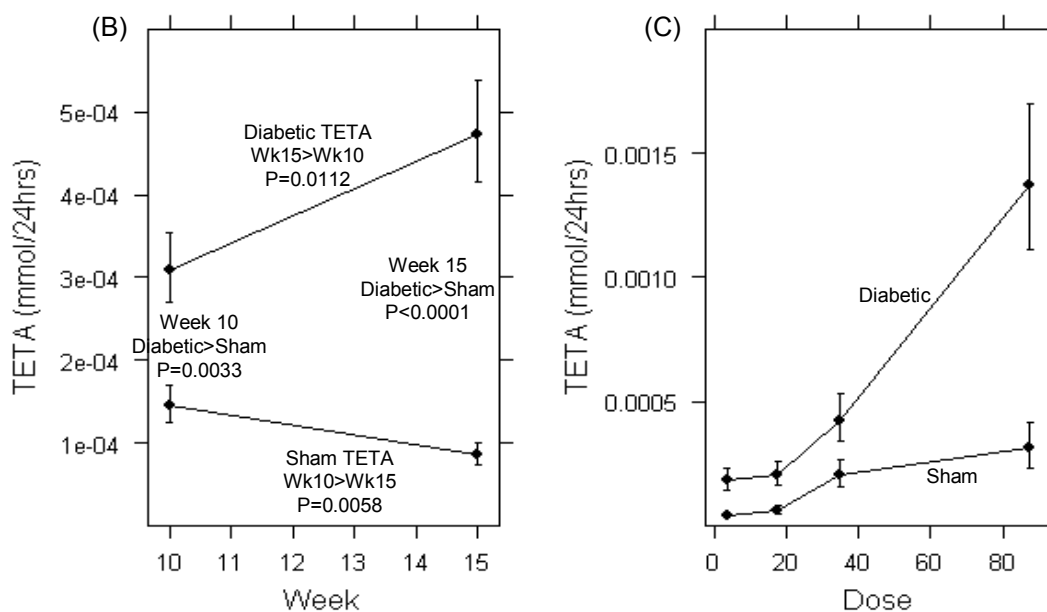 (B)
TETA (mmol/24hrs)
5e-04
4e-04
3e-04
2e-04
1e-04
Diabetic TETA
Wk15>Wk10
P=0.0112
Week 15
Diabetic>Sham
P<0.0001
Week 10
Diabetic>Sham
P=0.0033
Sham TETA
Wk10>Wk15
P=0.0058
10 11 12 13 14 15
Week
(C)
TETA (mmol/24hrs)
0.0015
0.0010
0.0005
Diabetic
Sham
0 20 40 60 80
Dose